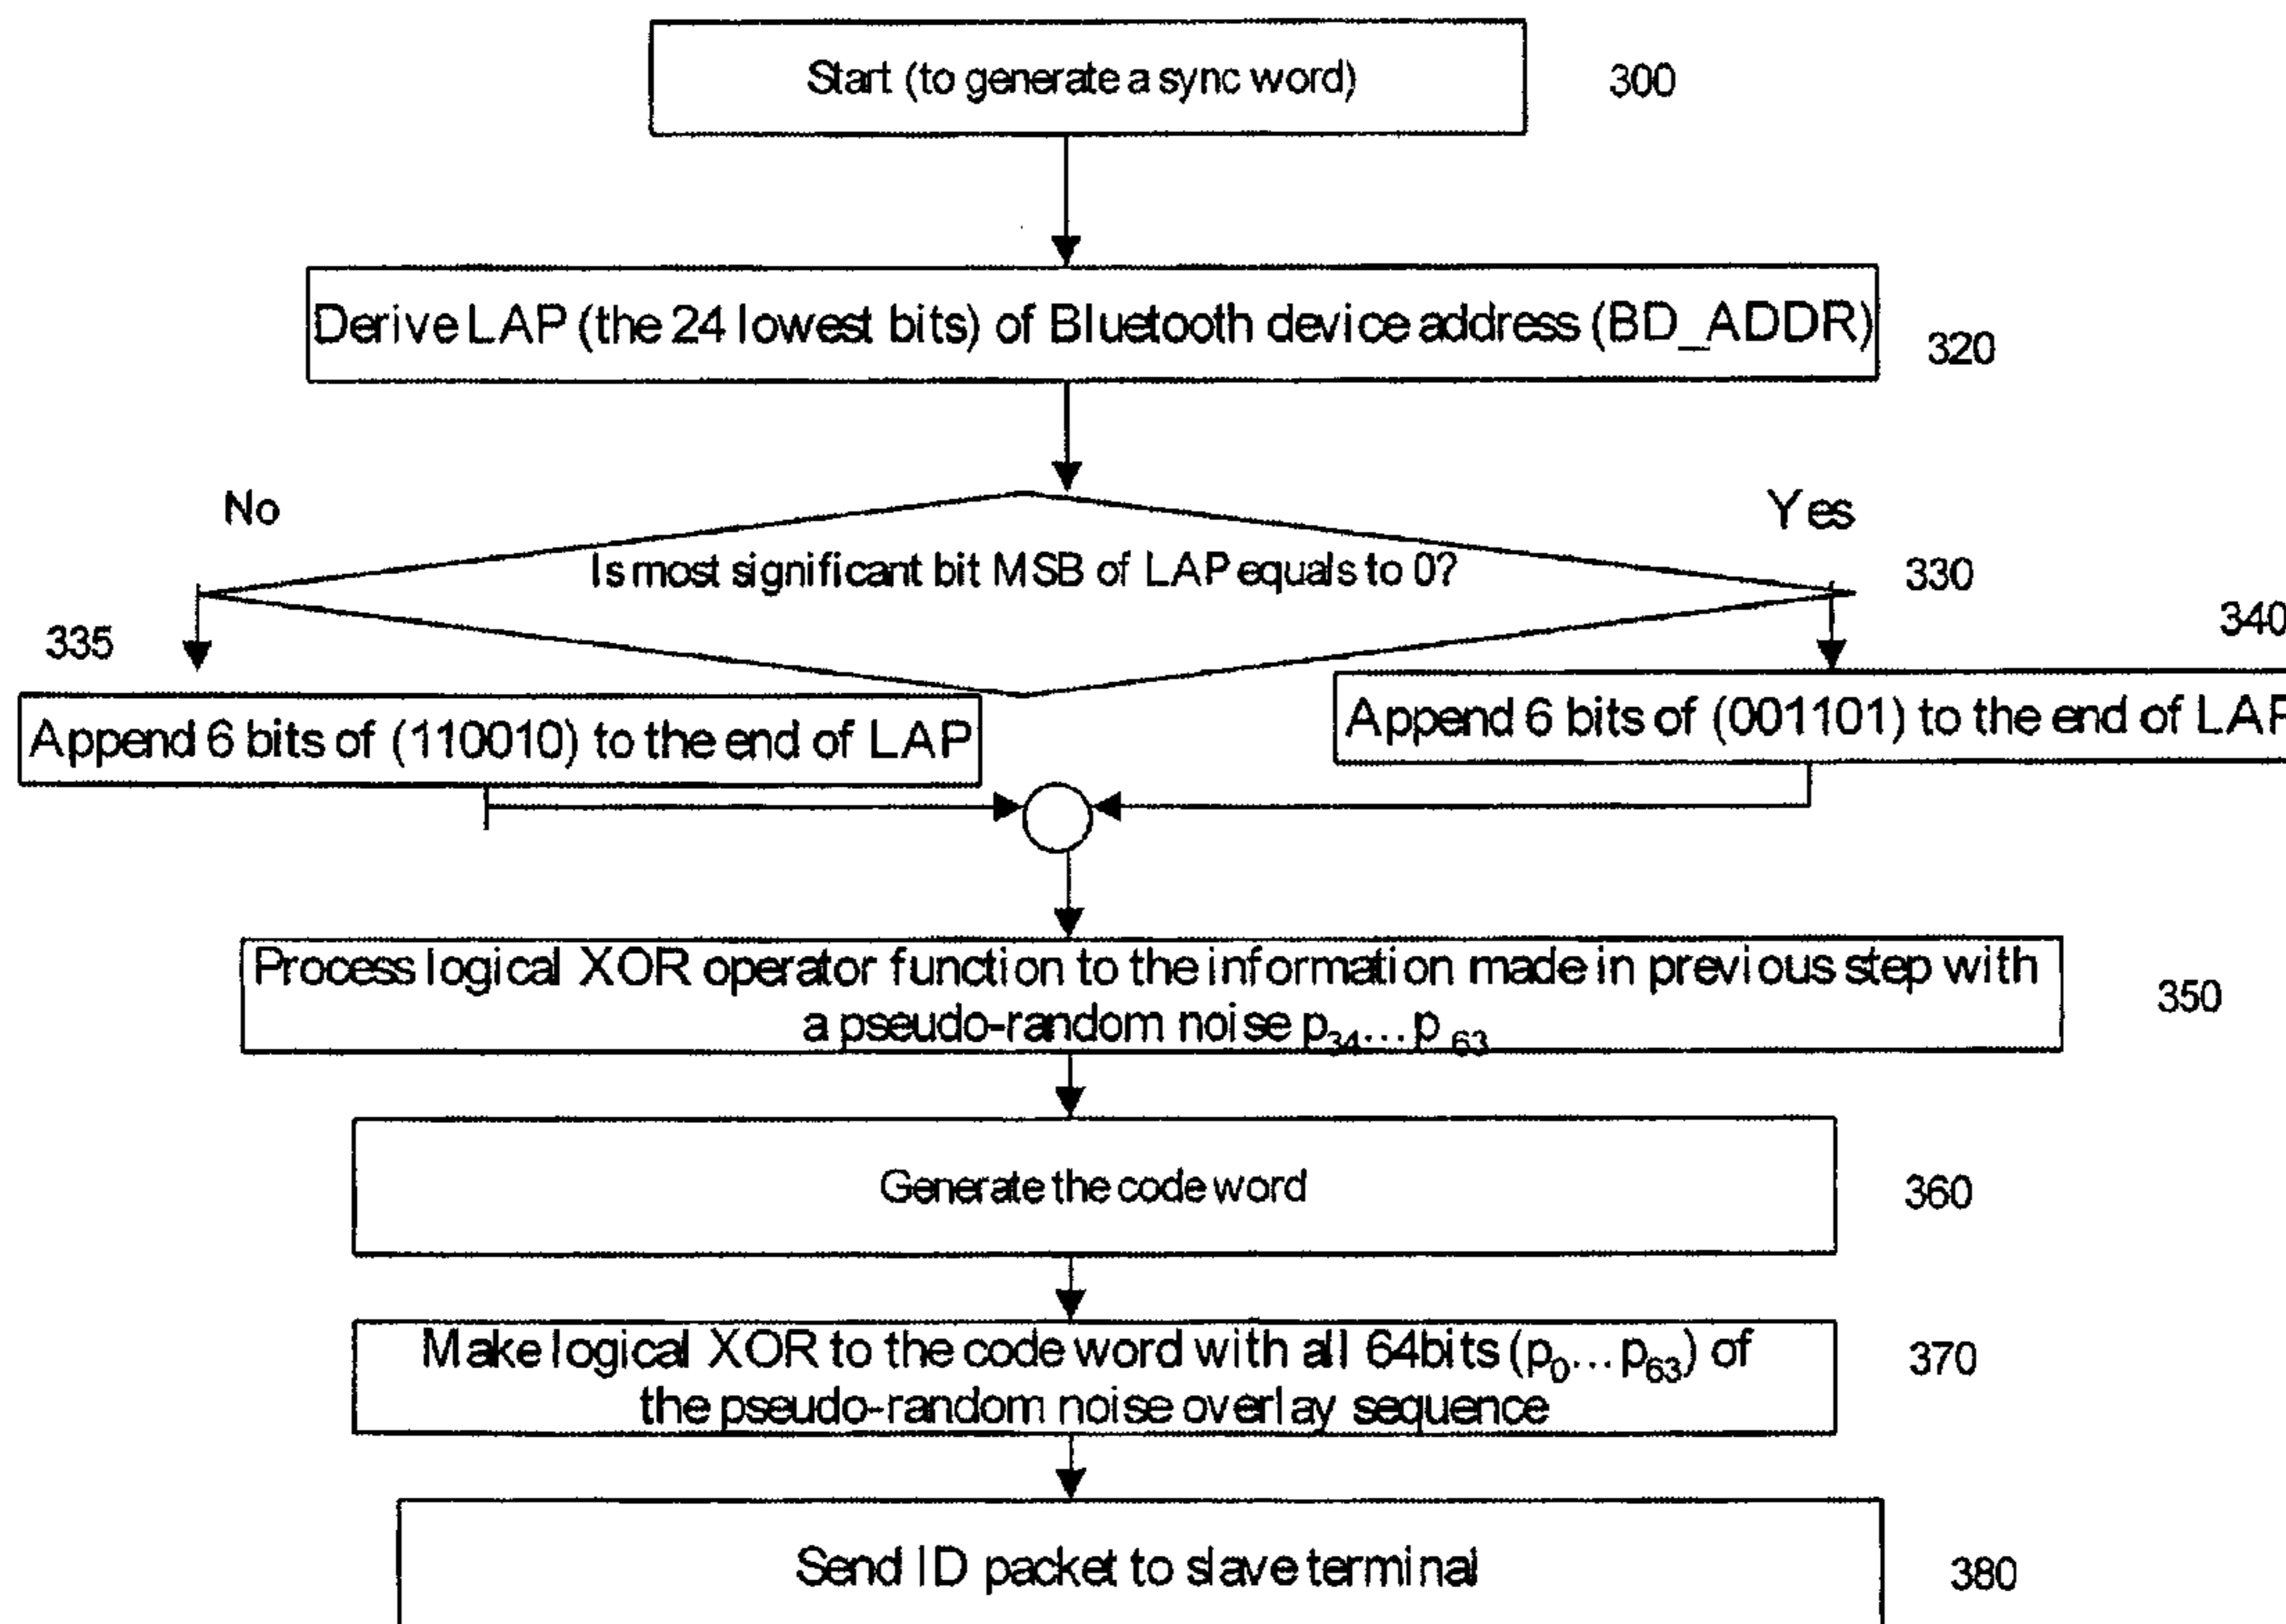 Start (to generate a sync word)
300
Derive LAP (the 24 lowest bits) of Bluetooth device address (BD_ADDR)
320
No
Yes
Is most significant bit MSB of LAP equals to 0?
330
335
340
Append 6 bits of (110010) to the end of LAP
Append 6 bits of (001101) to the end of LAP
Process logical XOR operator function to the information made in previous step with
a pseudo-random noise p34... p 63
350
Generate the code word
360
Make logical XOR to the code word with all 64bits (p0... p63) of
the pseudo-random noise overlay sequence
370
Send ID packet to slave terminal
380